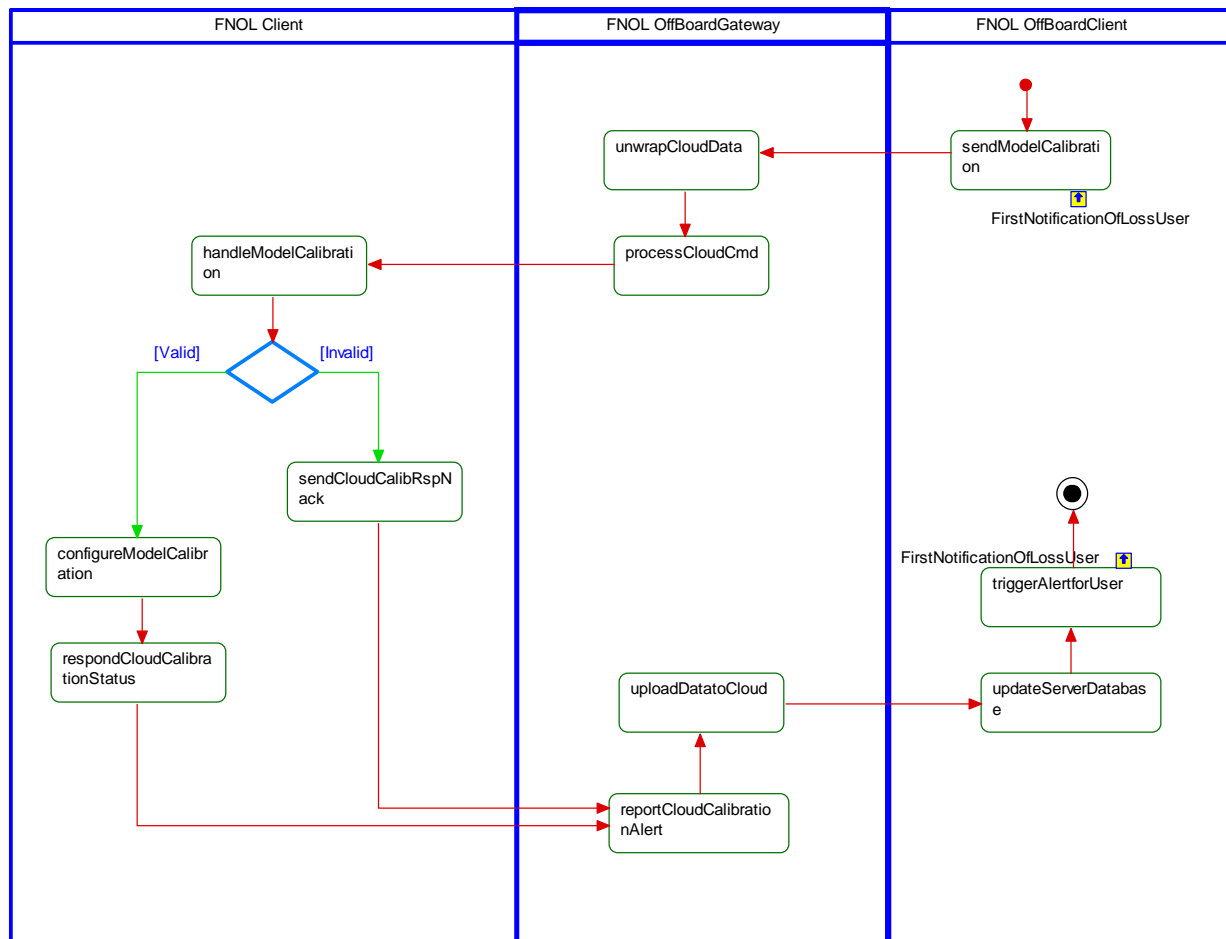 FNOL Client
FNOL OffBoardGateway
FNOL OffBoardClient
unwrapCloudData
sendModelCalibrati
on
FirstNotificationOfLossUser
handleModelCalibrati
on
processCloudCmd
[Valid]
[Invalid]
sendCloudCalibRspN
ack
configureModelCalibr
ation
FirstNotificationOfLossUser
triggerAlertforUser
respondCloudCalibra
tionStatus
uploadDatatoCloud
updateServerDatabas
e
reportCloudCalibratio
nAlert